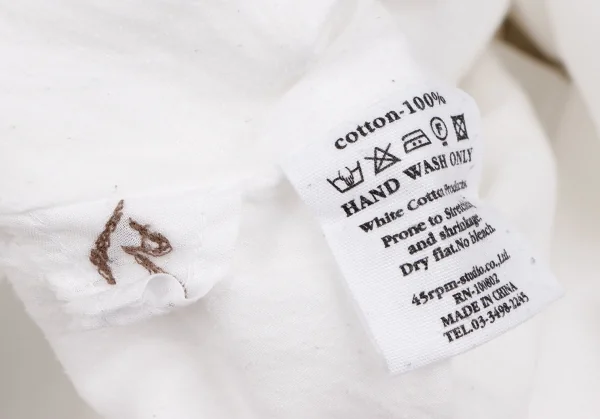 cotton-100%
HAND WASH ONLY
White Cotton Products
Prone to Stretching
and shrinkage.
Dry flat.No bleach.
45rpm-studio.co.,Ltd.
RN-100802
MADE IN CHINA
TEL.03-3498-2245
R